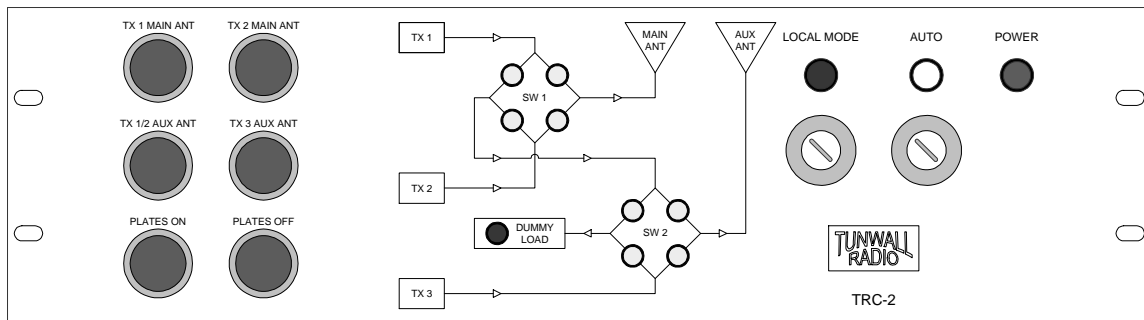 TX 1 MAIN ANT
TX 2 MAIN ANT
TX 1/2 AUX ANT
TX 3 AUX ANT
PLATES ON
PLATES OFF
TX 1
MAIN
ANT
AUX
ANT
SW 1
TX 2
DUMMY
LOAD
SW 2
TX 3
LOCAL MODE
AUTO
POWER
TUNWALL
RADIO
TRC-2